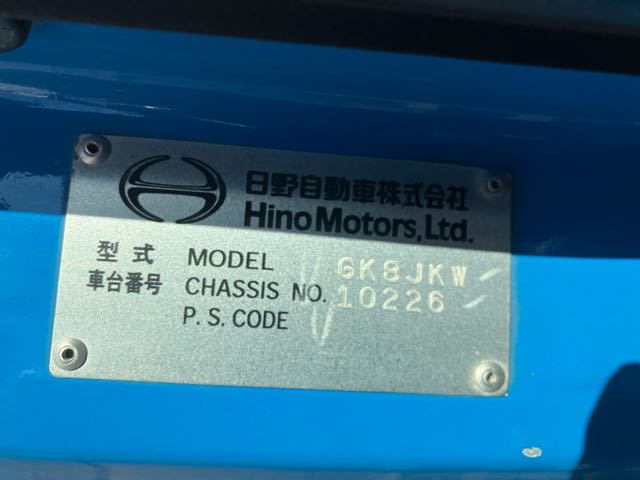 日野自動車株式会社
Hino Motors, Ltd.
型式 MODEL GK8JKW
車台番号 CHASSIS NO. 10226
P.S. CODE